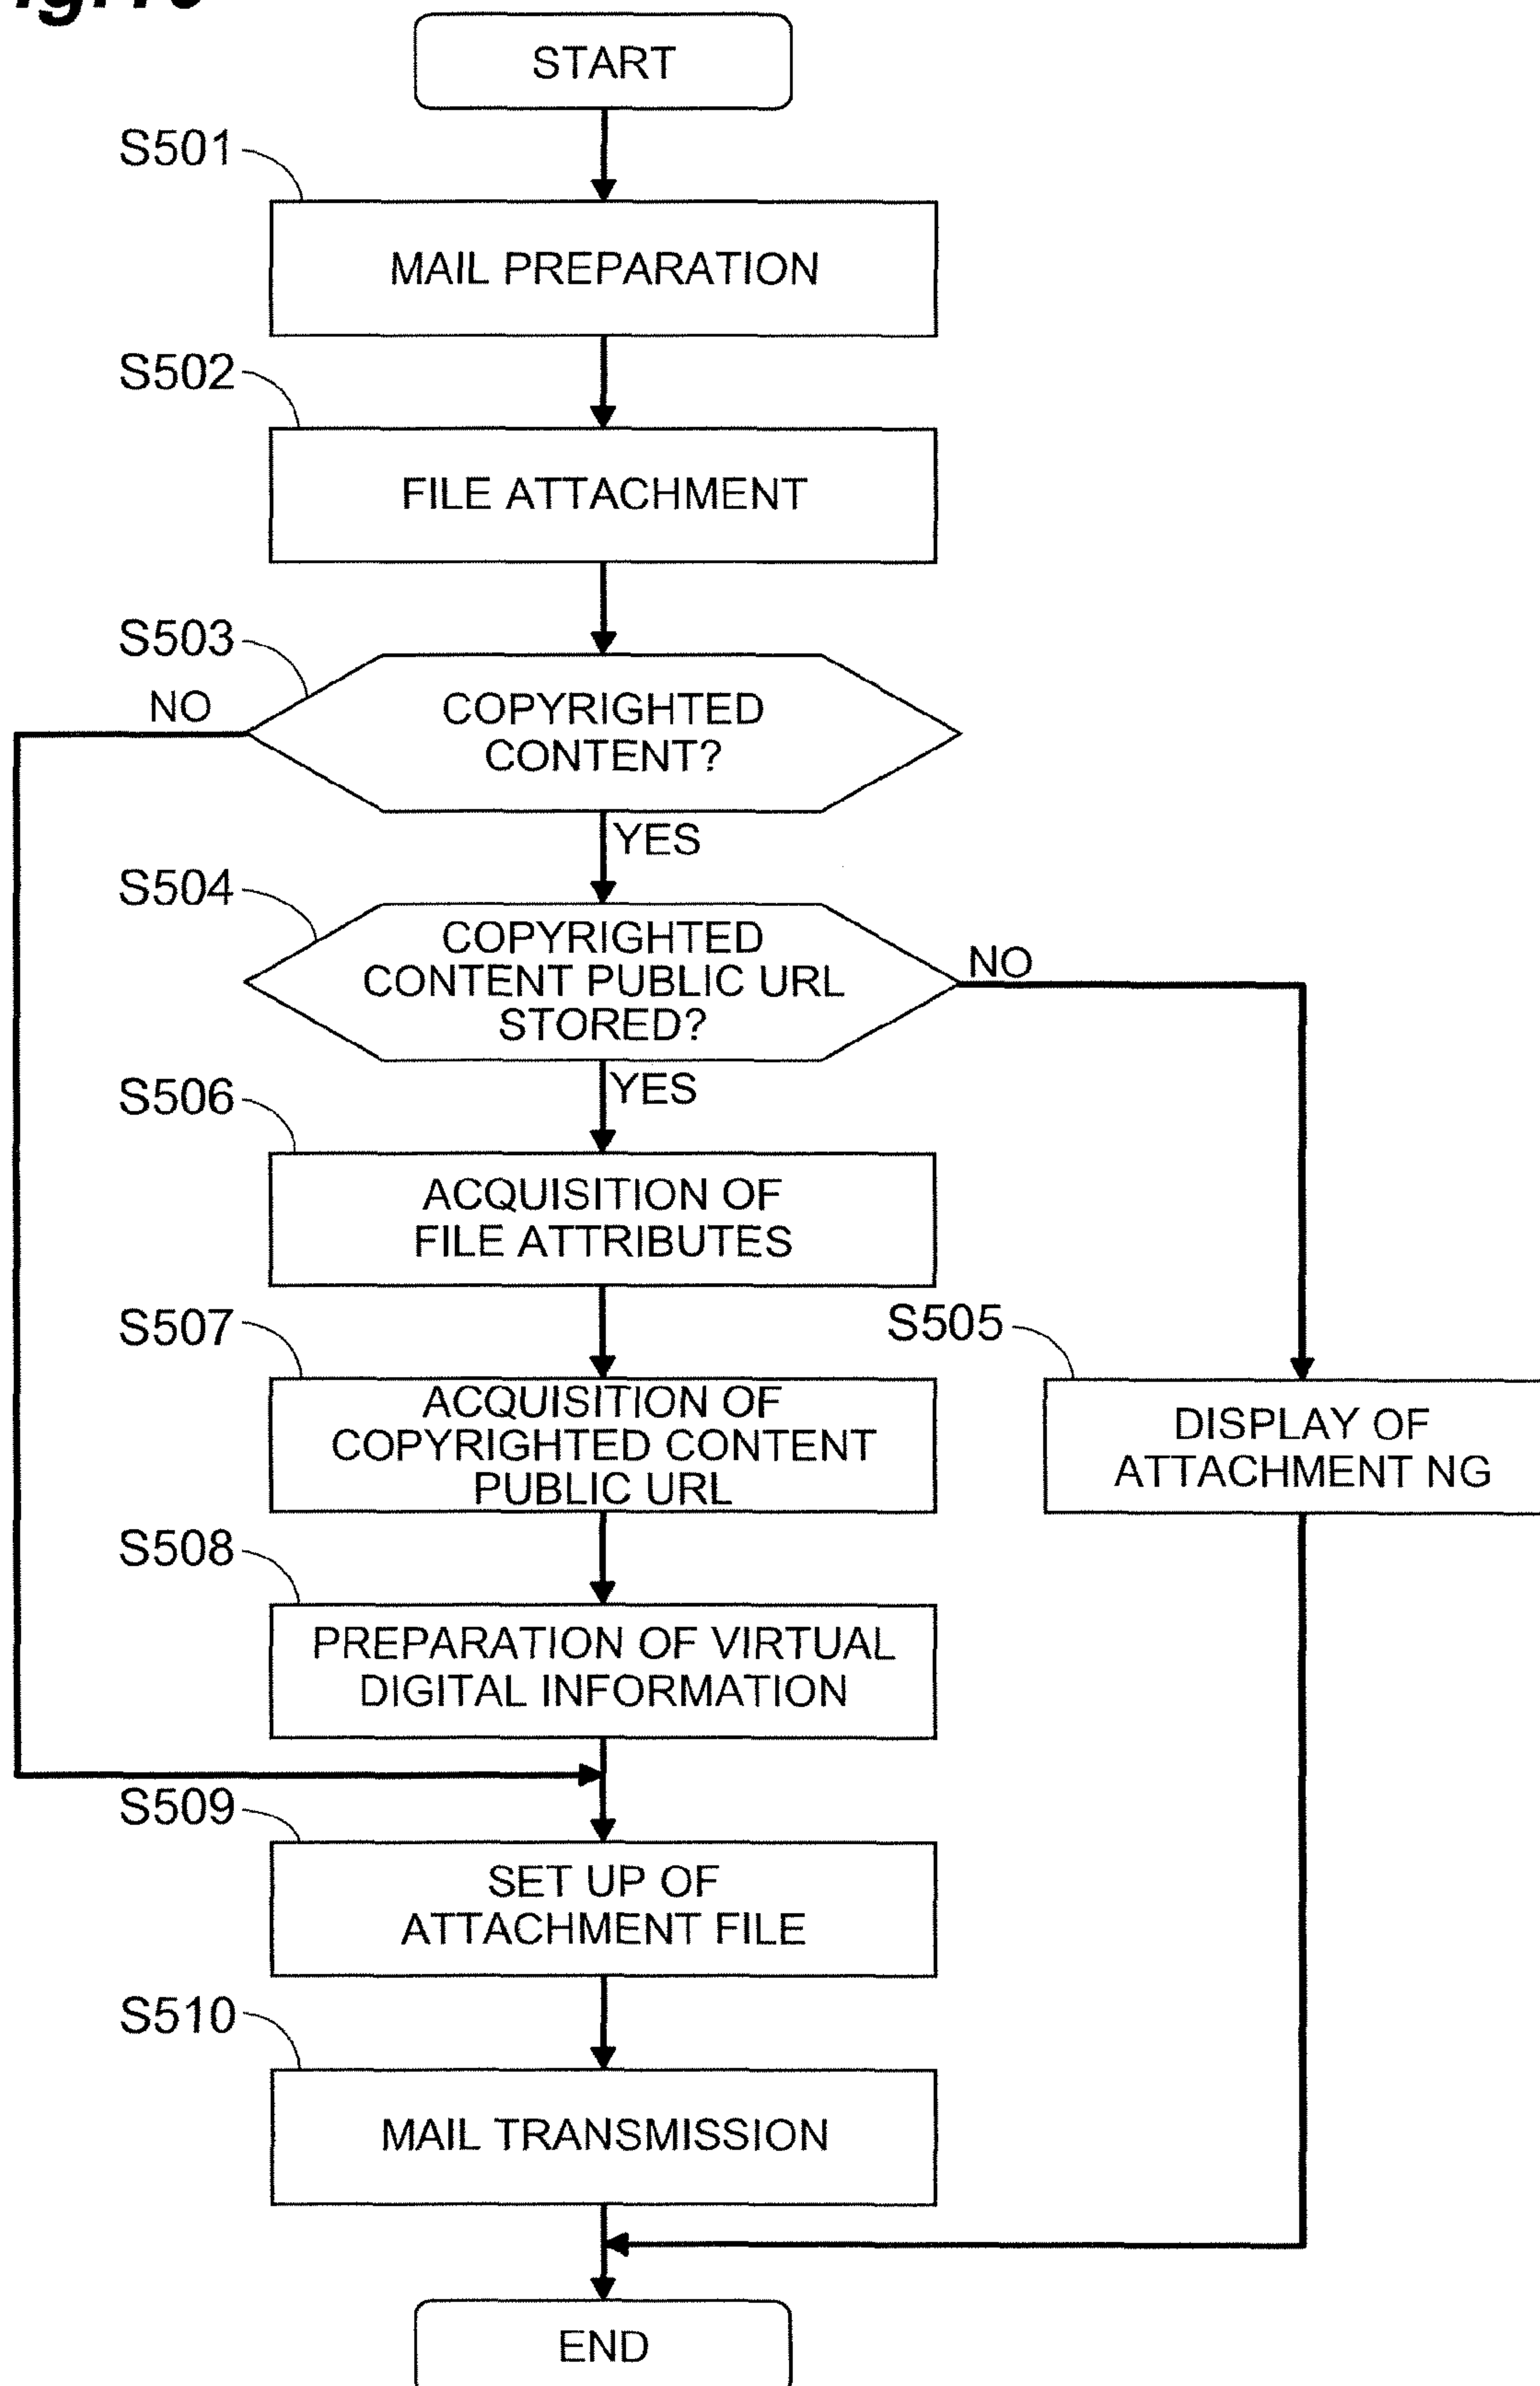 START
S501
MAIL PREPARATION
S502
FILE ATTACHMENT
S503
NO
COPYRIGHTED
CONTENT?
YES
S504
COPYRIGHTED
CONTENT PUBLIC URL
STORED?
NO
YES
S506
ACQUISITION OF
FILE ATTRIBUTES
S507
ACQUISITION OF
COPYRIGHTED CONTENT
PUBLIC URL
S505
DISPLAY OF
ATTACHMENT NG
S508
PREPARATION OF VIRTUAL
DIGITAL INFORMATION
S509
SET UP OF
ATTACHMENT FILE
S510
MAIL TRANSMISSION
END